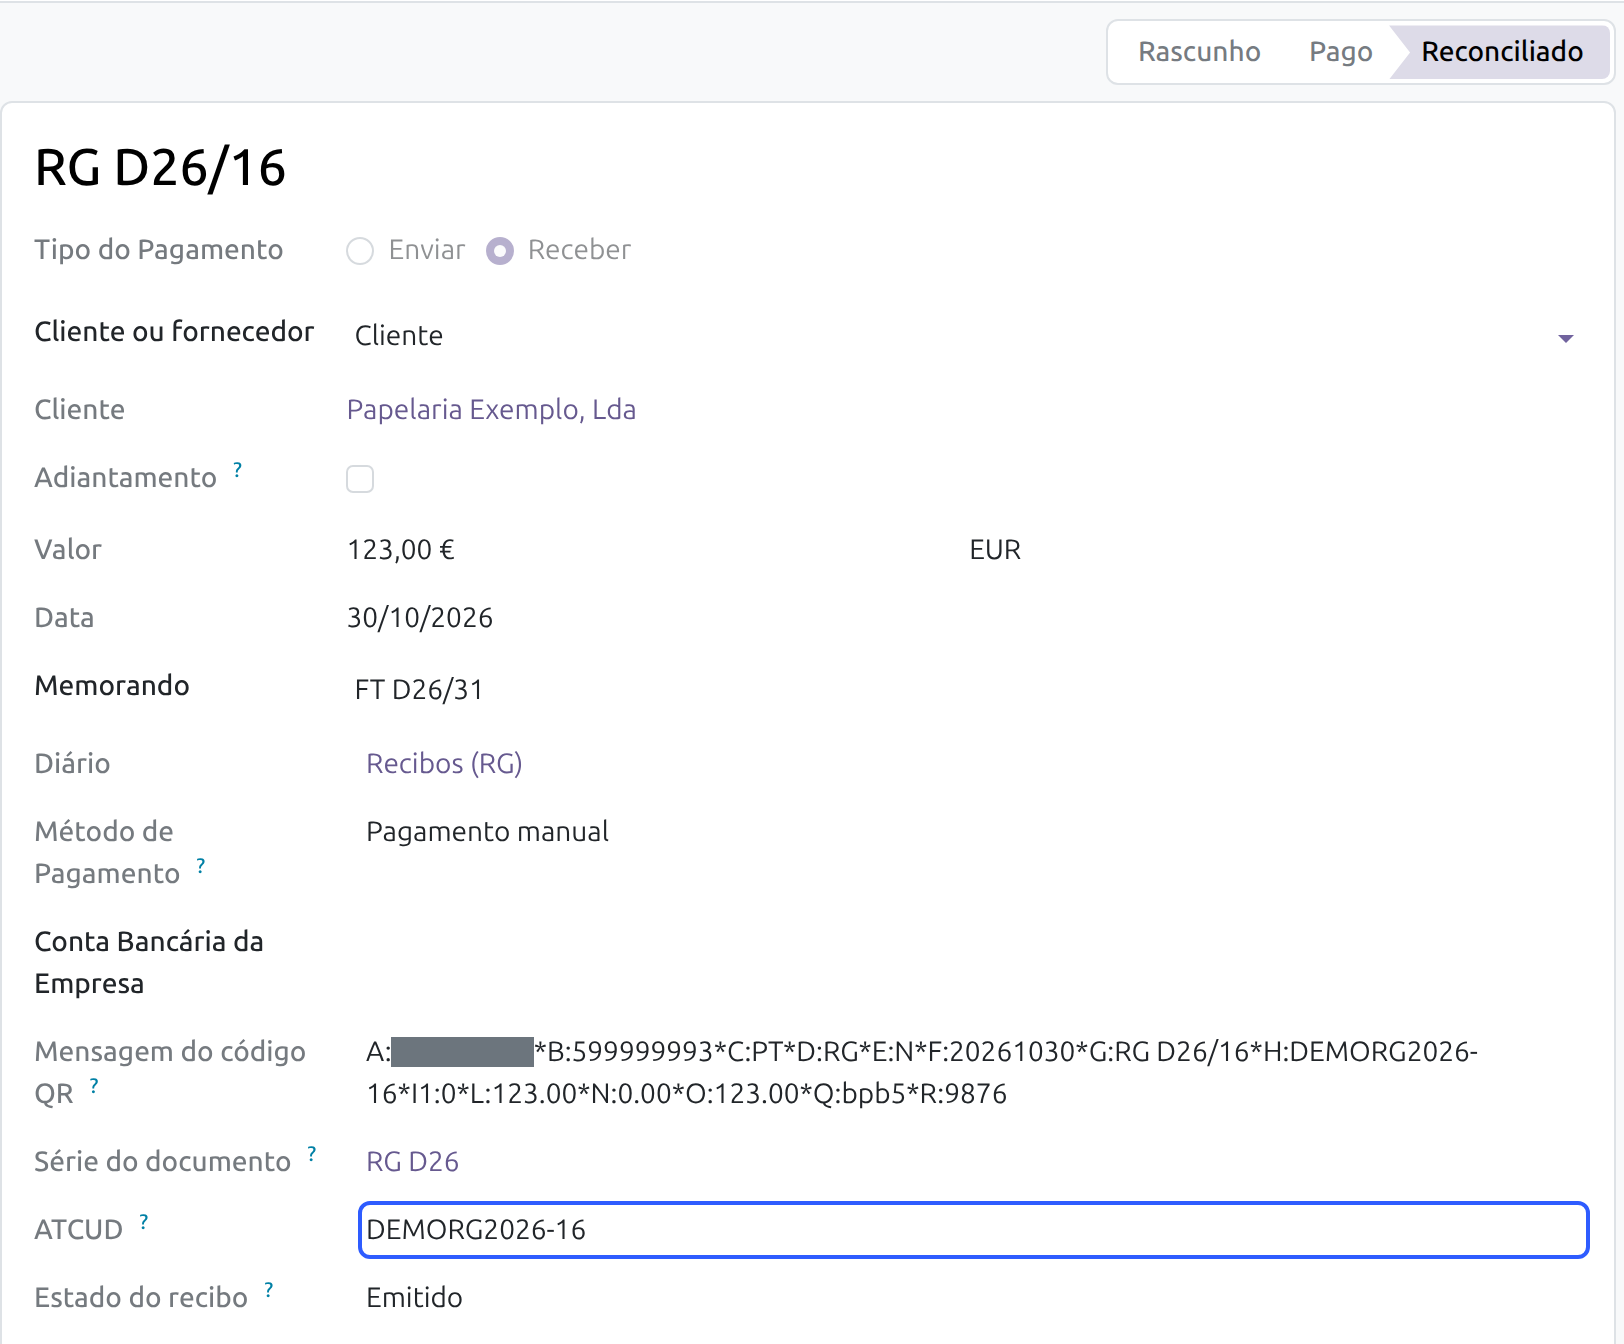 Rascunho Pago Reconciliado
RG D26/16
Tipo do Pagamento Enviar Receber
Cliente ou fornecedor Cliente
Cliente Papelaria Exemplo, Lda
Adiantamento ?
Valor 123,00 € EUR
Data 30/10/2026
Memorando FT D26/31
Diário Recibos (RG)
Método de Pagamento manual
Pagamento ?
Conta Bancária da
Empresa
Mensagem do código A: *B:599999993*C:PT*D:RG*E:N*F:20261030*G:RG D26/16*H:DEMORG2026-
QR ? 16*I1:0*L:123.00*N:0.00*O:123.00*Q:bpb5*R:9876
Série do documento ? RG D26
ATCUD ? DEMORG2026-16
Estado do recibo ? Emitido